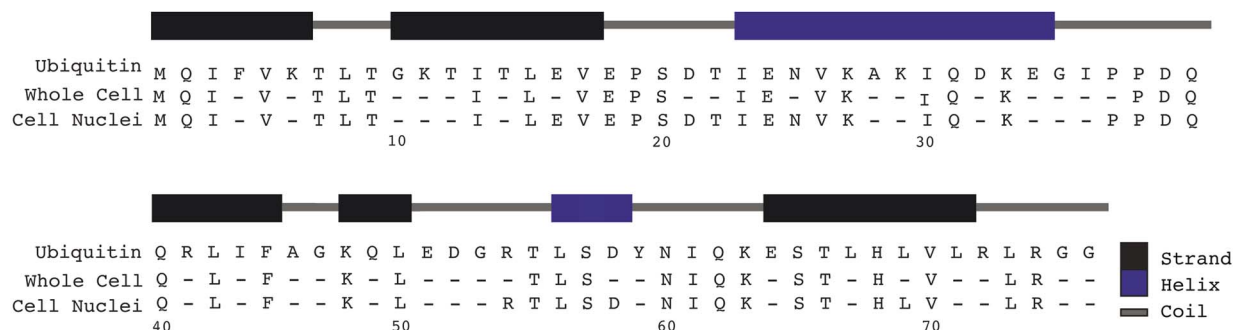 Ubiquitin M Q I F V K T L T G K T I T L E V E P S D T I E N V K A K I Q D K E G I P P D Q
Whole Cell M Q I - V - T L T - - - I - L - V E P S - - I E - V K - - I Q - K - - - - P D Q
Cell Nuclei M Q I - V - T L T - - - I - L E V E P S D T I E N V K - - I Q - K - - - P P D Q
10 20 30
Ubiquitin Q R L I F A G K Q L E D G R T L S D Y N I Q K E S T L H L V L R L R G G
Whole Cell Q - L - F - - K - L - - - - T L S - - N I Q K - S T - H - V - - L R - -
Cell Nuclei Q - L - F - - K - L - - - R T L S D - N I Q K - S T - H L V - - L R - -
40 50 60 70
Strand
Helix
Coil